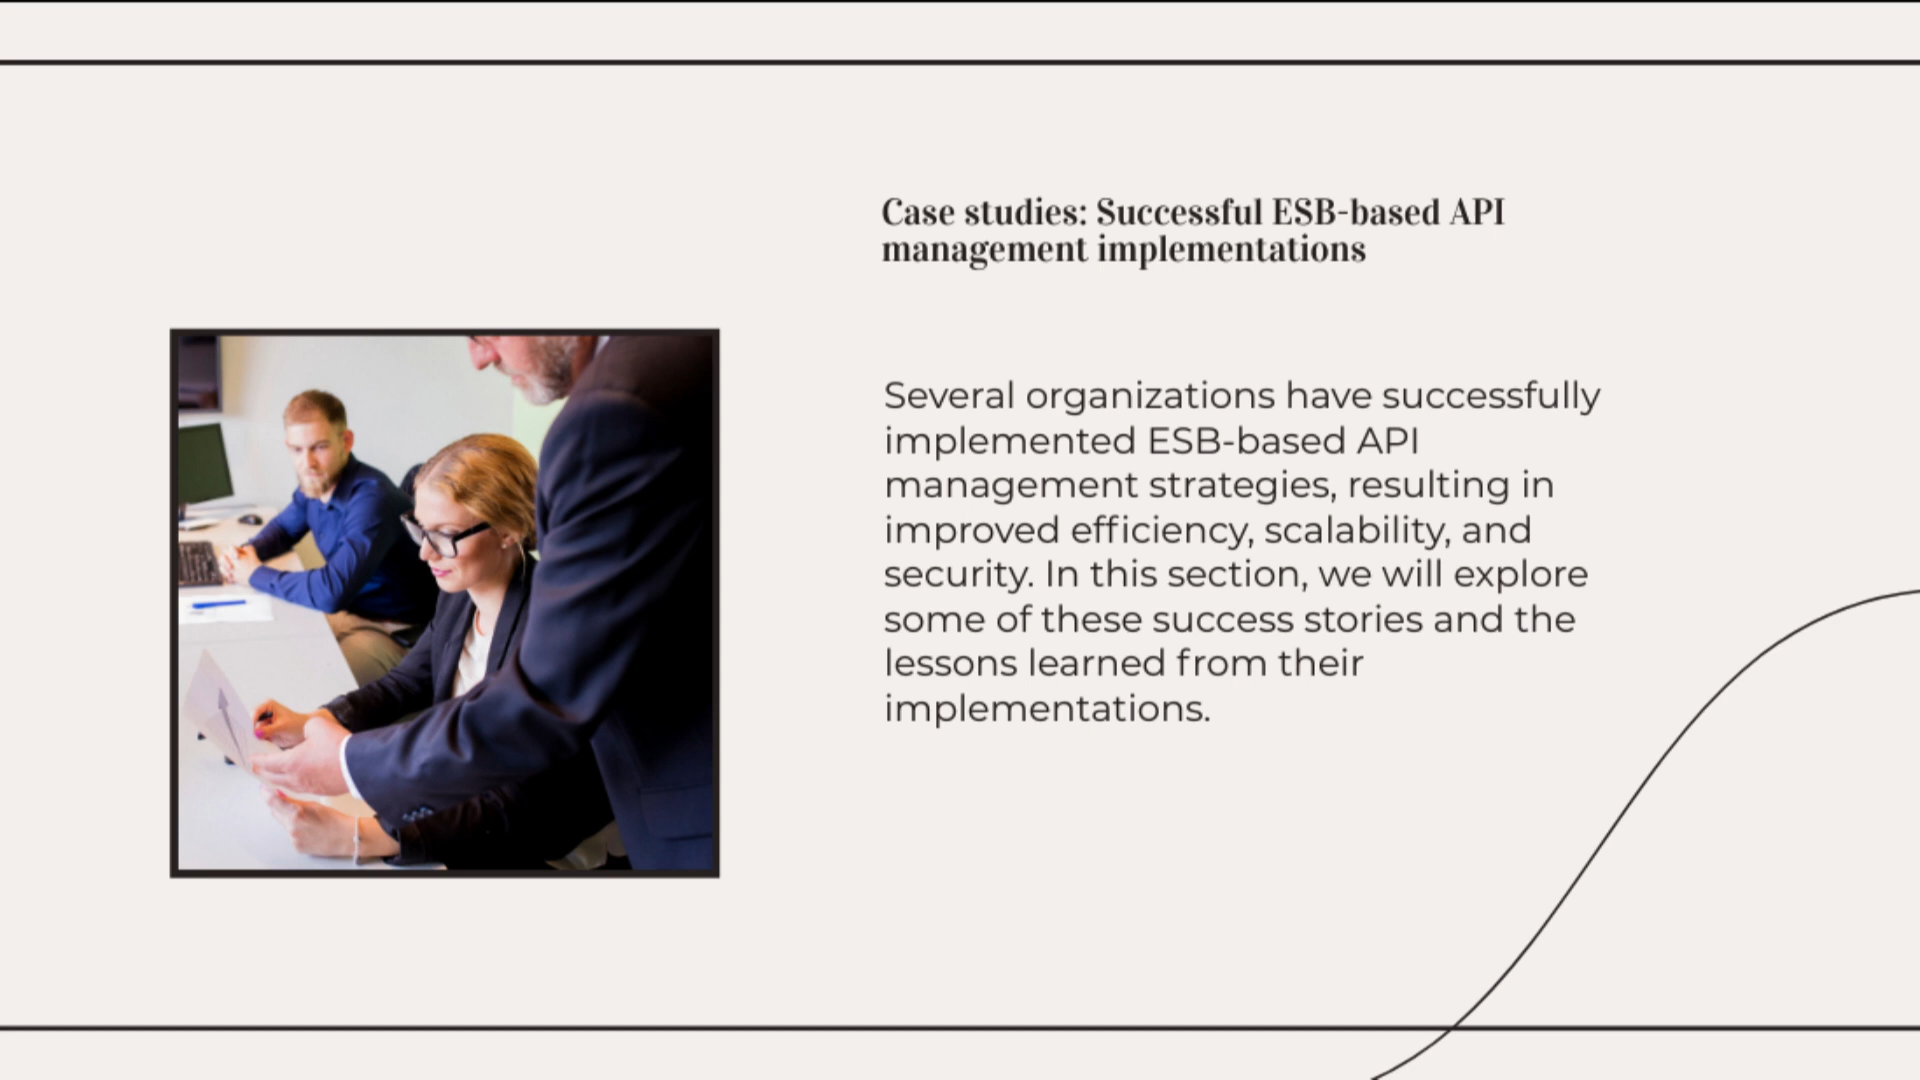 Case studies: Successful ESB-based API
management implementations
Several organizations have successfully
implemented ESB-based API
management strategies, resulting in
improved efficiency, scalability, and
security. In this section, we will explore
some of these success stories and the
lessons learned from their
implementations.